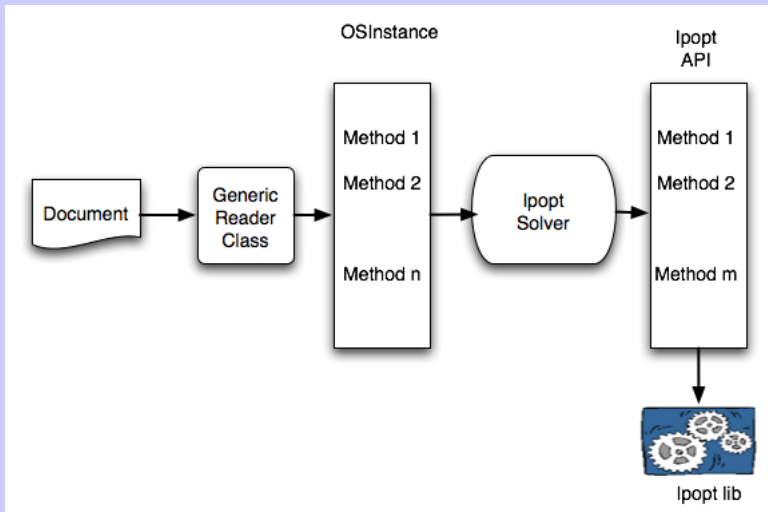 OSInstance
Ipopt
API
Document
Generic
Reader
Class
Method 1
Method 2
Method n
Ipopt
Solver
Method 1
Method 2
Method m
Ipopt lib